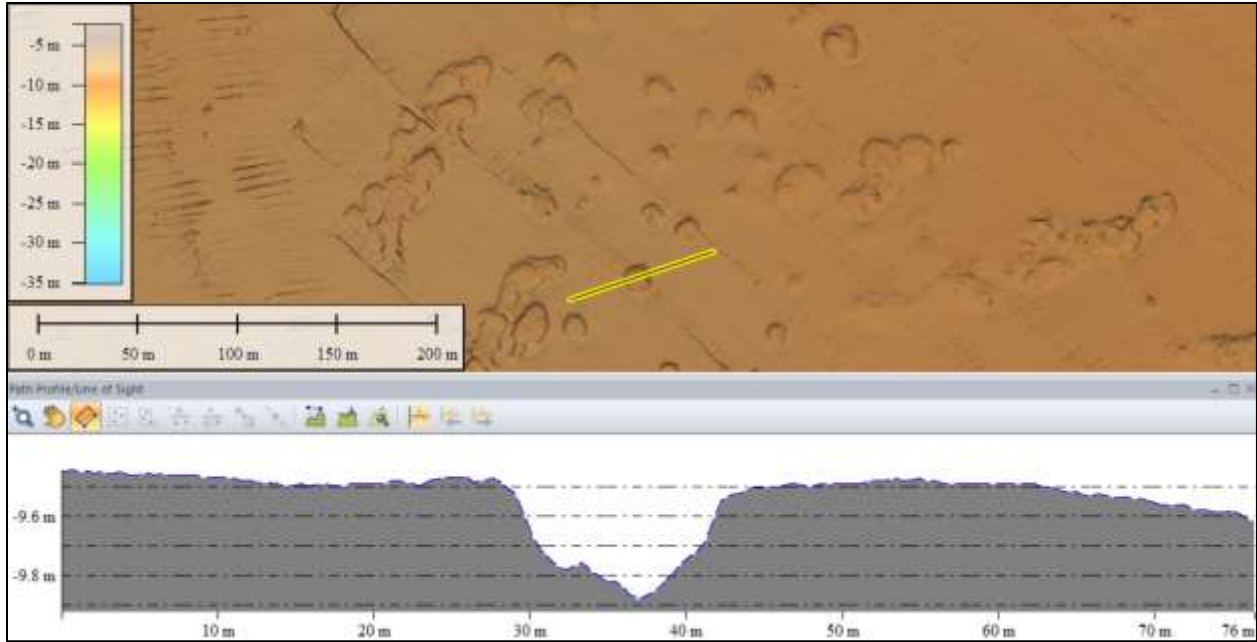 -5 m
-10 m
-15 m
-20 m
-25 m
-30 m
-35 m
0 m 50 m 100 m 150 m 200 m
Path Profile/Line of Sight
-9.6 m
-9.8 m
10 m 20 m 30 m 40 m 50 m 60 m 70 m 76 m